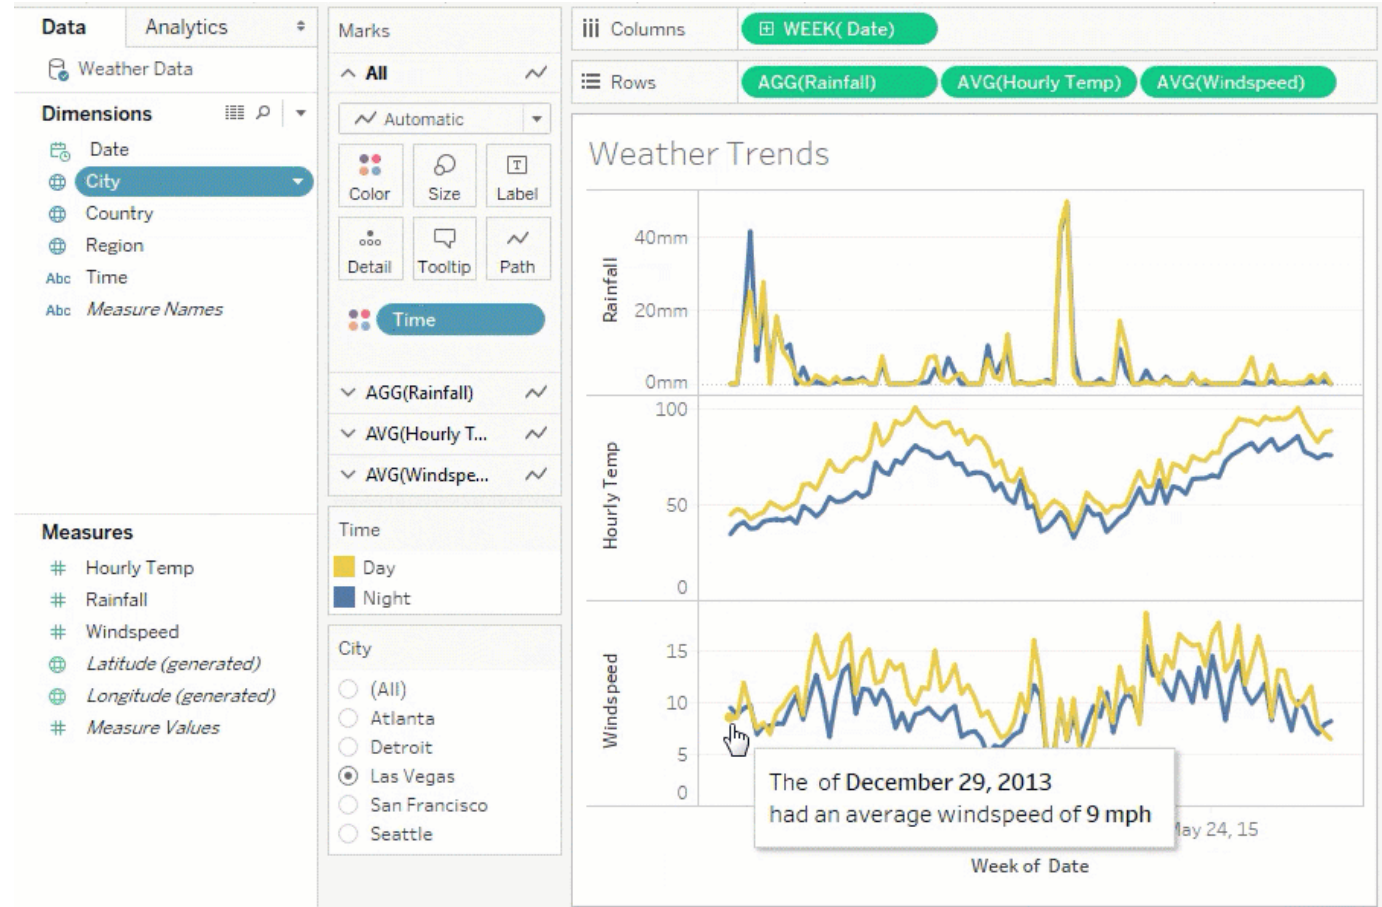 Data
Analytics
Weather Data
Dimensions
Date
City
Country
Region
Abc Time
Abc Measure Names
Measures
Hourly Temp
Rainfall
Windspeed
Latitude (generated)
Longitude (generated)
Measure Values
Marks
All
Automatic
Color Size Label
Detail Tooltip Path
Time
AGG(Rainfall)
AVG(Hourly T...
AVG(Windspe...
Time
Day
Night
City
(All)
Atlanta
Detroit
Las Vegas
San Francisco
Seattle
Columns WEEK( Date)
Rows AGG(Rainfall) AVG(Hourly Temp) AVG(Windspeed)
Weather Trends
Rainfall
40mm
20mm
0mm
Hourly Temp
100
50
0
Windspeed
15
10
5
0
The of December 29, 2013
had an average windspeed of 9 mph
May 24, 15
Week of Date